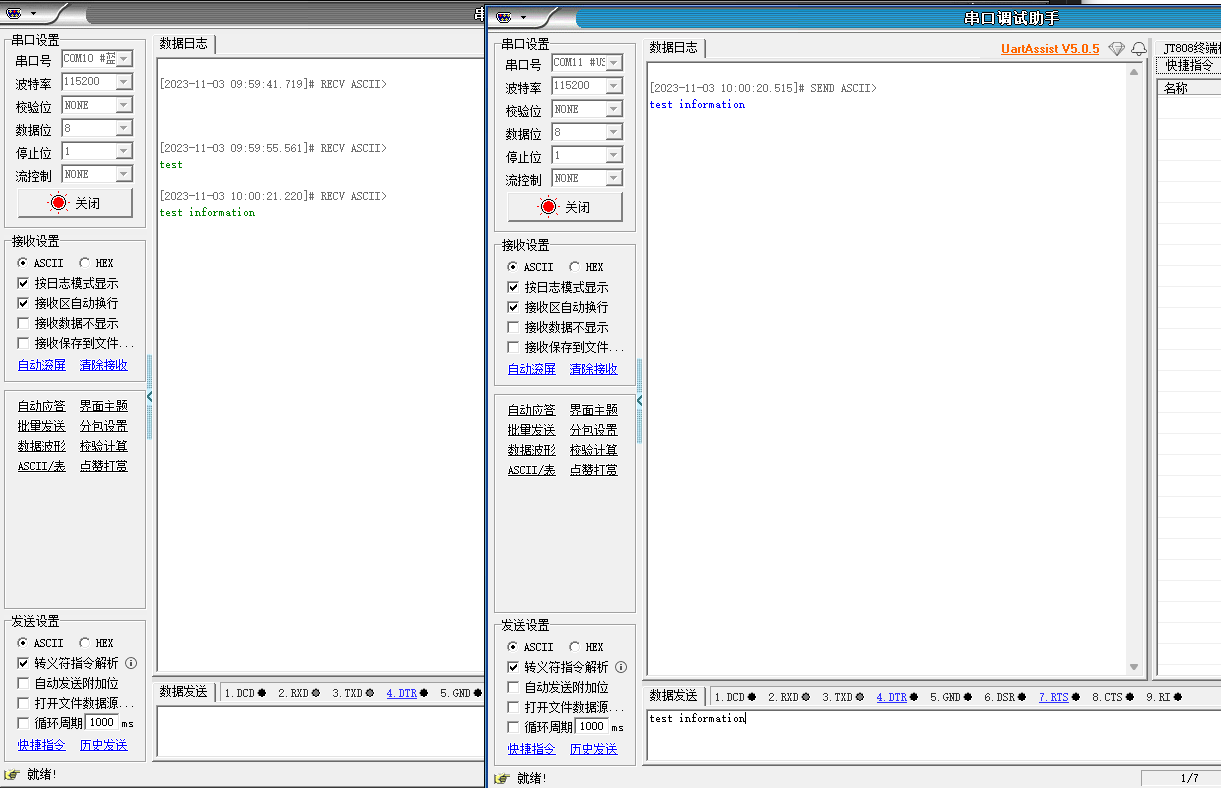 串口设置
串口号 COM10 #蓝
波特率 115200
校验位 NONE
数据位 8
停止位 1
流控制 NONE
关闭
接收设置
ASCII HEX
按日志模式显示
接收区自动换行
接收数据不显示
接收保存到文件...
自动滚屏 清除接收
自动应答 界面主题
批量发送 分包设置
数据波形 校验计算
ASCII/表 点赞打赏
发送设置
ASCII HEX
转义符指令解析
自动发送附加位
打开文件数据源...
循环周期 1000 ms
快捷指令 历史发送
就绪!
数据日志
[2023-11-03 09:59:41.719]# RECV ASCII>
[2023-11-03 09:59:55.561]# RECV ASCII>
test
[2023-11-03 10:00:21.220]# RECV ASCII>
test information
数据发送 1.DCD 2.RXD 3.TXD 4.DTR 5.GND
串口调试助手
串口设置
串口号 COM11 #US
波特率 115200
校验位 NONE
数据位 8
停止位 1
流控制 NONE
关闭
接收设置
ASCII HEX
按日志模式显示
接收区自动换行
接收数据不显示
接收保存到文件...
自动滚屏 清除接收
自动应答 界面主题
批量发送 分包设置
数据波形 校验计算
ASCII/表 点赞打赏
发送设置
ASCII HEX
转义符指令解析
自动发送附加位
打开文件数据源...
循环周期 1000 ms
快捷指令 历史发送
就绪!
数据日志 UartAssist V5.0.5
[2023-11-03 10:00:20.515]# SEND ASCII>
test information
数据发送 1.DCD 2.RXD 3.TXD 4.DTR 5.GND 6.DSR 7.RTS 8.CTS 9.RI
test information
1/7
JT808终端
快捷指令
名称